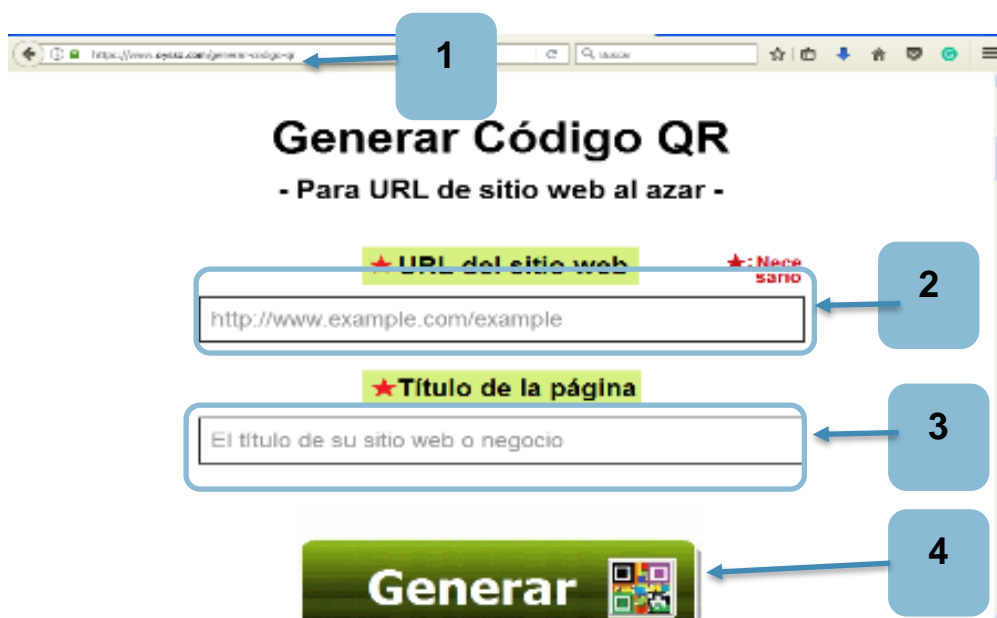 1
Generar Código QR
- Para URL de sitio web al azar -
★ URL del sitio web
★:Nece
sario
2
http://www.example.com/example
★Título de la página
3
El título de su sitio web o negocio
4
Generar